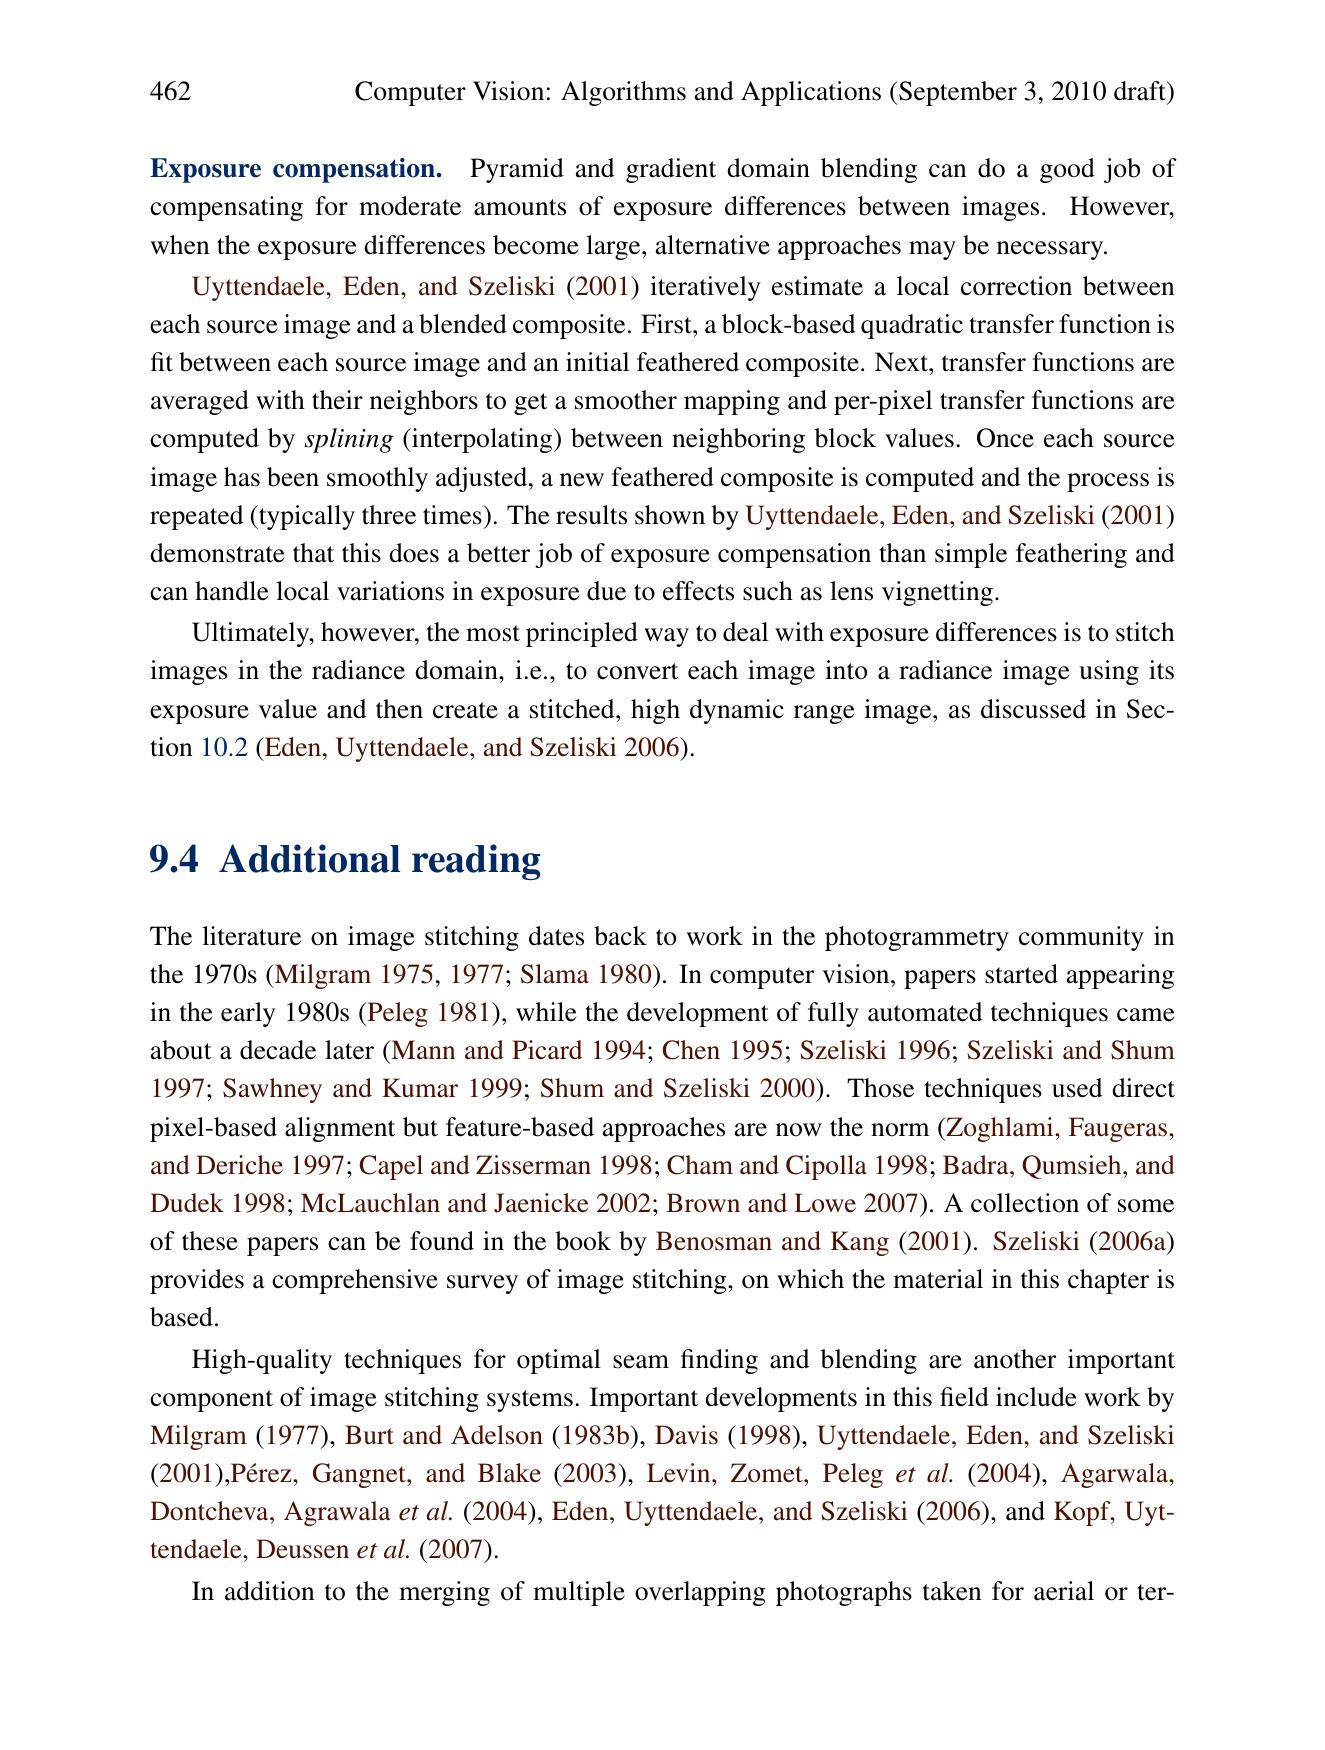 462 Computer Vision: Algorithms and Applications (September 3, 2010 draft)
Exposure compensation. Pyramid and gradient domain blending can do a good job of
compensating for moderate amounts of exposure differences between images. However,
when the exposure differences become large, alternative approaches may be necessary.
Uyttendaele, Eden, and Szeliski (2001) iteratively estimate a local correction between
each source image and a blended composite. First, a block-based quadratic transfer function is
fit between each source image and an initial feathered composite. Next, transfer functions are
averaged with their neighbors to get a smoother mapping and per-pixel transfer functions are
computed by splining (interpolating) between neighboring block values. Once each source
image has been smoothly adjusted, a new feathered composite is computed and the process is
repeated (typically three times). The results shown by Uyttendaele, Eden, and Szeliski (2001)
demonstrate that this does a better job of exposure compensation than simple feathering and
can handle local variations in exposure due to effects such as lens vignetting.
Ultimately, however, the most principled way to deal with exposure differences is to stitch
images in the radiance domain, i.e., to convert each image into a radiance image using its
exposure value and then create a stitched, high dynamic range image, as discussed in Sec-
tion 10.2 (Eden, Uyttendaele, and Szeliski 2006).
9.4 Additional reading
The literature on image stitching dates back to work in the photogrammetry community in
the 1970s (Milgram 1975, 1977; Slama 1980). In computer vision, papers started appearing
in the early 1980s (Peleg 1981), while the development of fully automated techniques came
about a decade later (Mann and Picard 1994; Chen 1995; Szeliski 1996; Szeliski and Shum
1997; Sawhney and Kumar 1999; Shum and Szeliski 2000). Those techniques used direct
pixel-based alignment but feature-based approaches are now the norm (Zoghlami, Faugeras,
and Deriche 1997; Capel and Zisserman 1998; Cham and Cipolla 1998; Badra, Qumsieh, and
Dudek 1998; McLauchlan and Jaenicke 2002; Brown and Lowe 2007). A collection of some
of these papers can be found in the book by Benosman and Kang (2001). Szeliski (2006a)
provides a comprehensive survey of image stitching, on which the material in this chapter is
based.
High-quality techniques for optimal seam finding and blending are another important
component of image stitching systems. Important developments in this field include work by
Milgram (1977), Burt and Adelson (1983b), Davis (1998), Uyttendaele, Eden, and Szeliski
(2001),Pérez, Gangnet, and Blake (2003), Levin, Zomet, Peleg et al. (2004), Agarwala,
Dontcheva, Agrawala et al. (2004), Eden, Uyttendaele, and Szeliski (2006), and Kopf, Uyt-
tendaele, Deussen et al. (2007).
In addition to the merging of multiple overlapping photographs taken for aerial or ter-